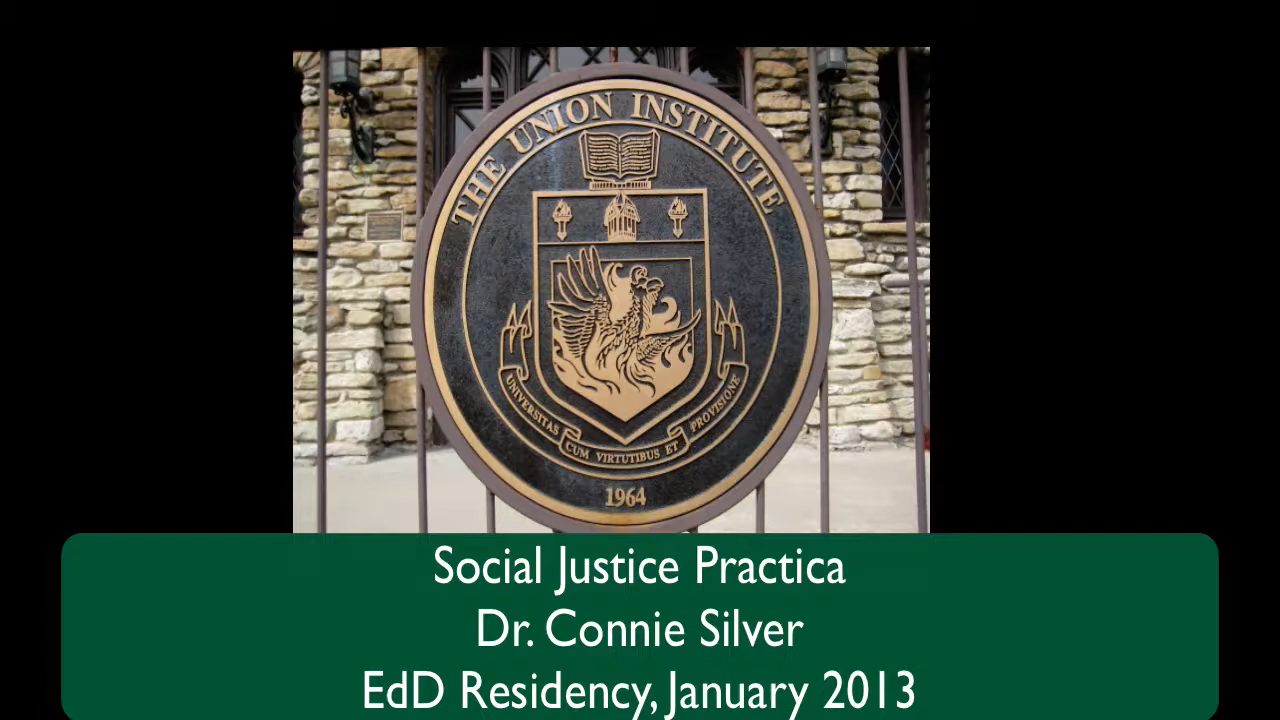 THE UNION INSTITUTE
UNIVERSITAS
CUM VIRTUTIBUS ET
PROVISIONE
1964
Social Justice Practica
Dr. Connie Silver
EdD Residency, January 2013